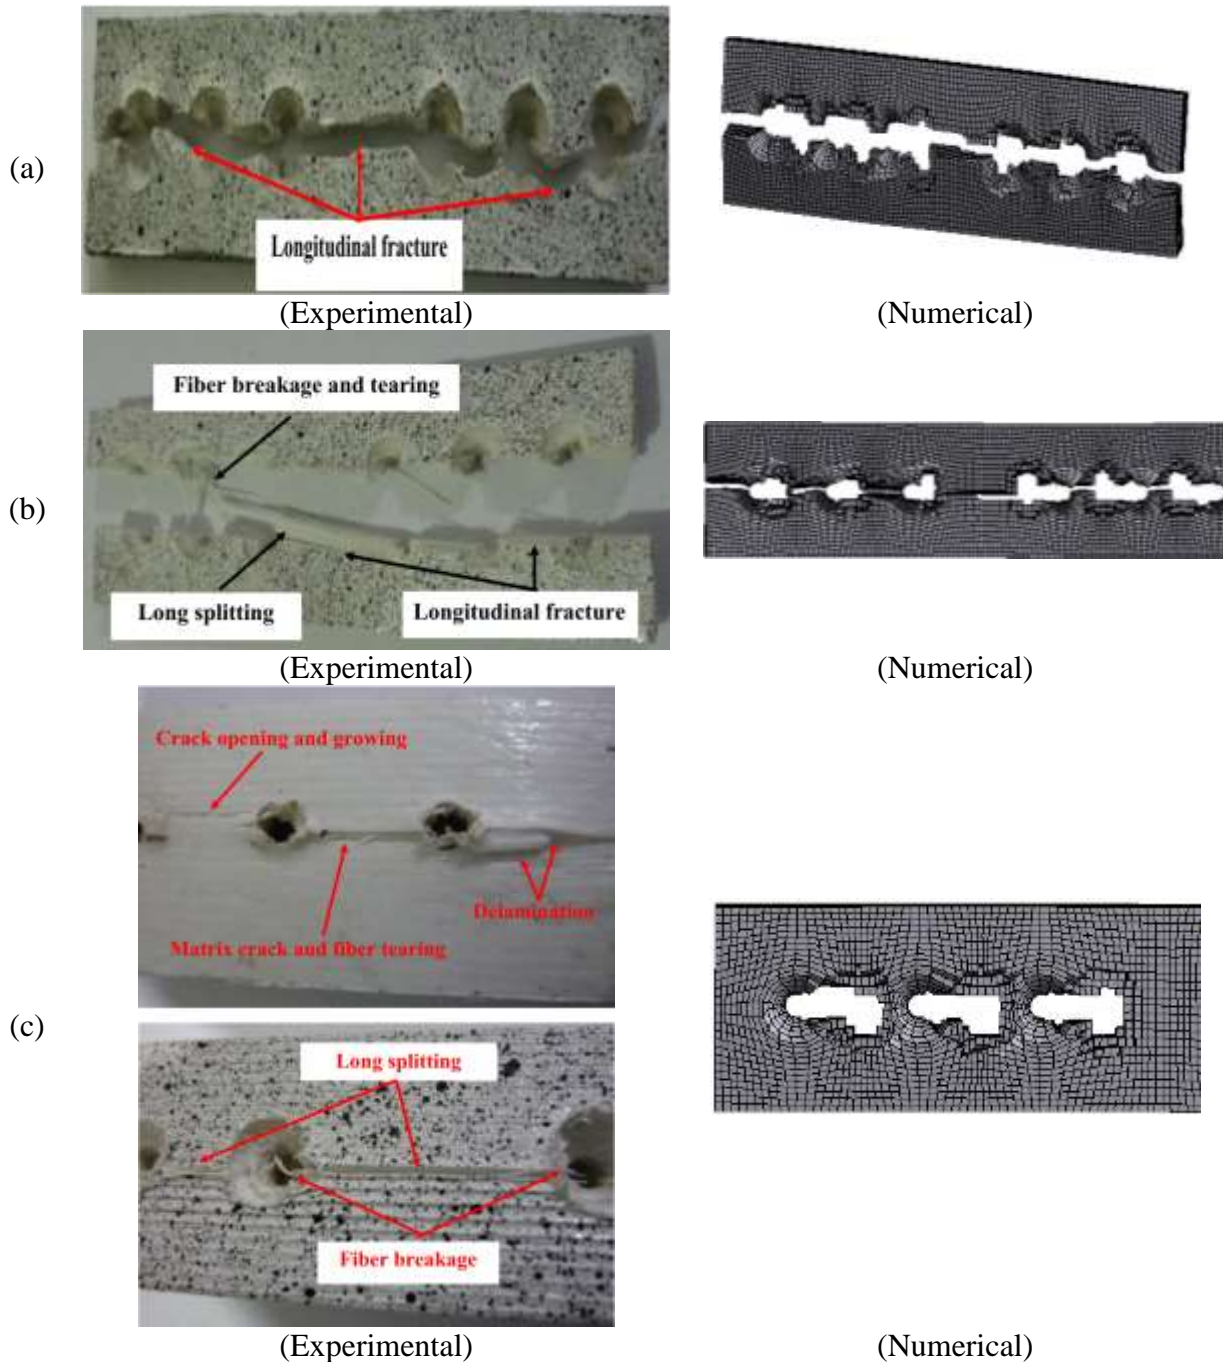 (a)
Longitudinal fracture
(Experimental)
(Numerical)
Fiber breakage and tearing
(b)
Long splitting
Longitudinal fracture
(Experimental)
(Numerical)
Crack opening and growing
Delamination
Matrix crack and fiber tearing
(c)
Long splitting
Fiber breakage
(Experimental)
(Numerical)